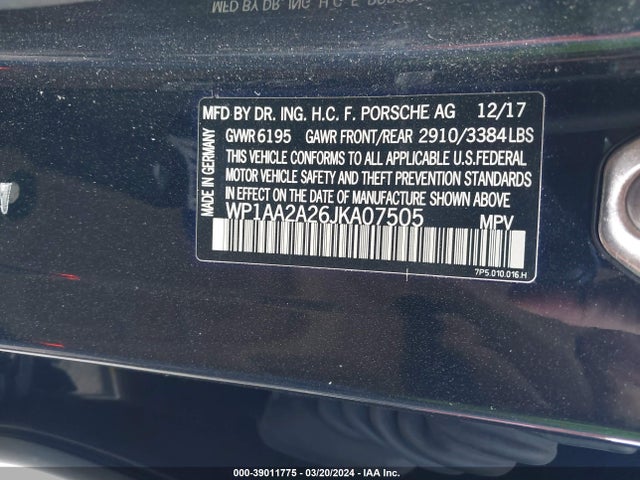 MFD BY DR. ING. H.C. F. PORSCHE AG 12/17
GWR 6195 GAWR FRONT/REAR 2910/3384 LBS
THIS VEHICLE CONFORMS TO ALL APPLICABLE U.S. FEDERAL
MOTOR VEHICLE SAFETY AND THEFT PREVENTION STANDARDS
IN EFFECT ON THE DATE OF MANUFACTURE SHOWN ABOVE
WP1AA2A26JKA07505 MPV
7P5.010.016.H
MADE IN GERMANY
000-39011775 - 03/20/2024 - IAA Inc.